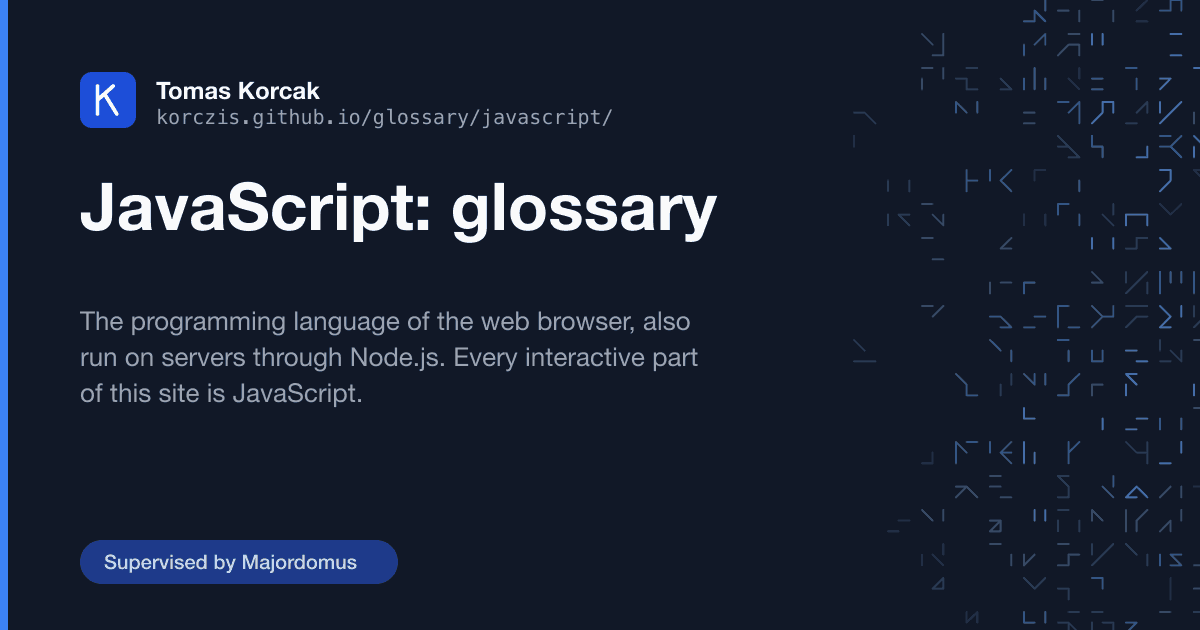 K
Tomas Korcak
korczis.github.io/glossary/javascript/
JavaScript: glossary
The programming language of the web browser, also
run on servers through Node.js. Every interactive part
of this site is JavaScript.
Supervised by Majordomus